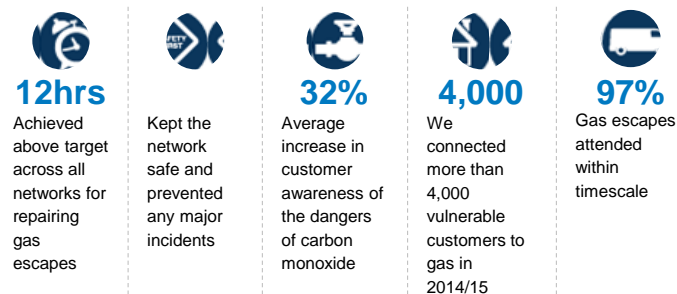 12hrs
Achieved
above target
across all
networks for
repairing
gas
escapes
Kept the
network
safe and
prevented
any major
incidents
32%
Average
increase in
customer
awareness of
the dangers
of carbon
monoxide
4,000
We
connected
more than
4,000
vulnerable
customers to
gas in
2014/15
97%
Gas escapes
attended
within
timescale